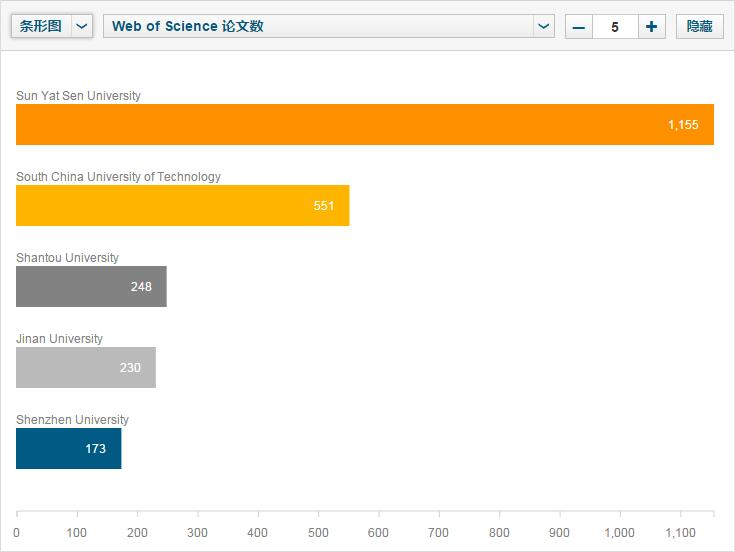 条形图 Web of Science 论文数 5 隐藏
Sun Yat Sen University
1,155
South China University of Technology
551
Shantou University
248
Jinan University
230
Shenzhen University
173
0 100 200 300 400 500 600 700 800 900 1,000 1,100